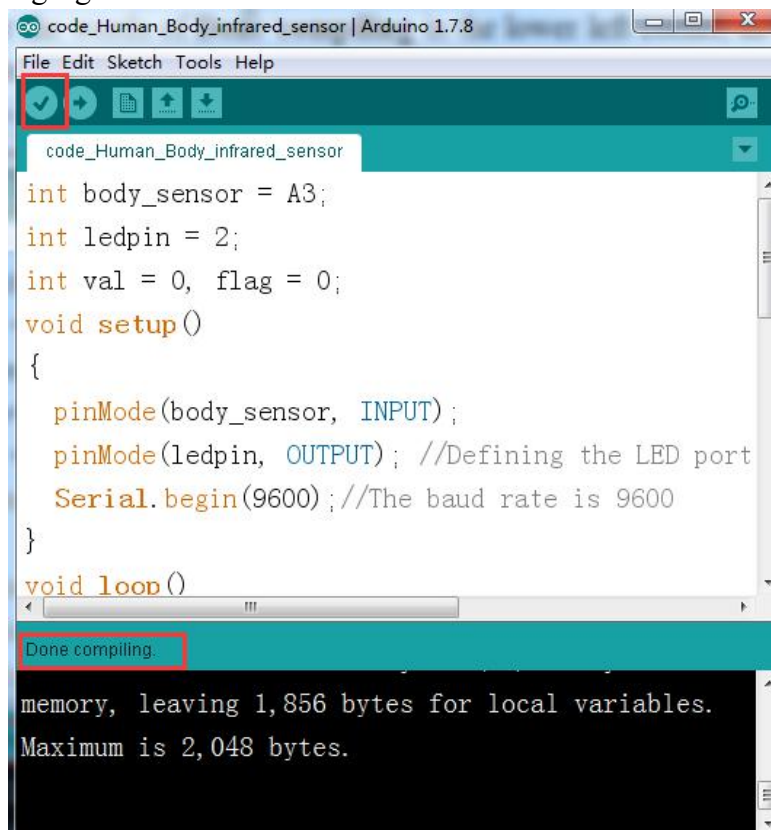 code_Human_Body_infrared_sensor | Arduino 1.7.8
File Edit Sketch Tools Help
code_Human_Body_infrared_sensor
int body_sensor = A3;
int ledpin = 2;
int val = 0, flag = 0;
void setup()
{
pinMode(body_sensor, INPUT);
pinMode(ledpin, OUTPUT); //Defining the LED port
Serial.begin(9600);//The baud rate is 9600
}
void loop()
Done compiling.
memory, leaving 1,856 bytes for local variables.
Maximum is 2,048 bytes.